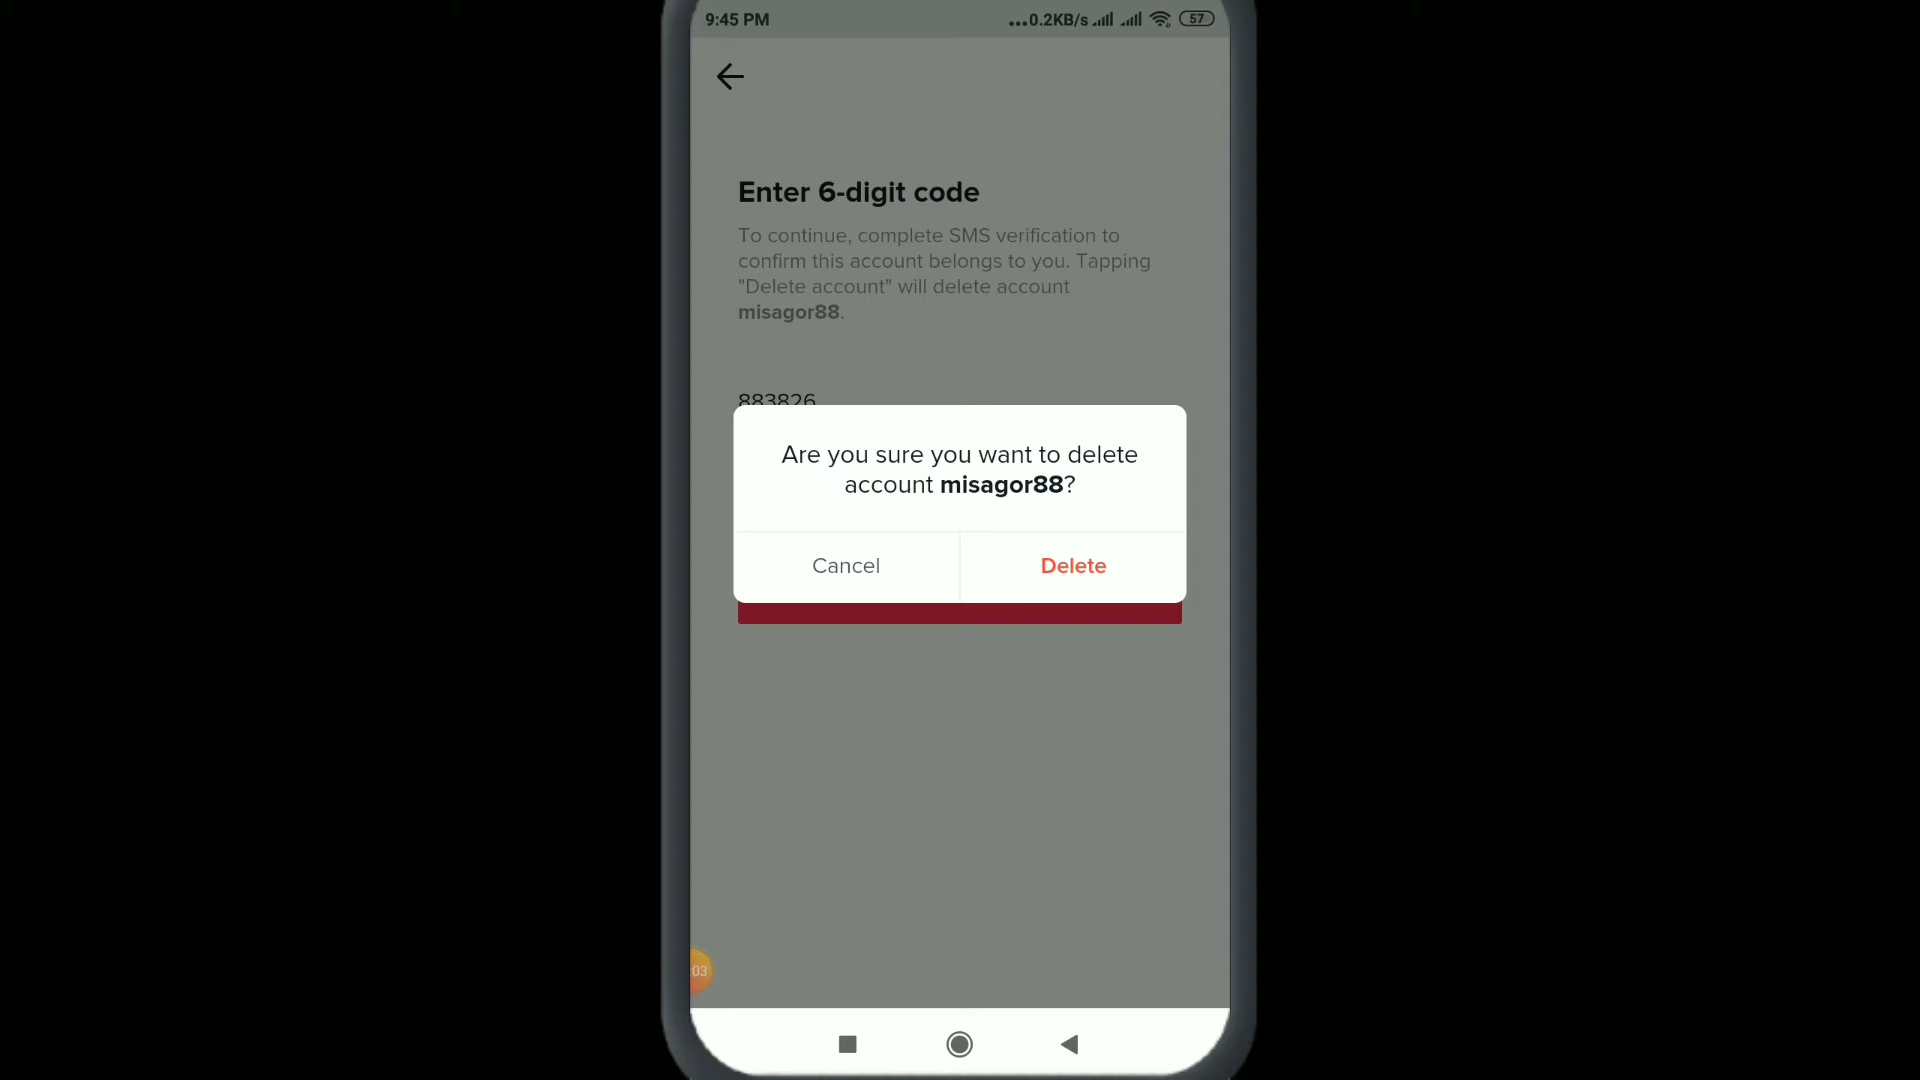 9:45 PM ...0.2KB/s 57
Enter 6-digit code
To continue, complete SMS verification to
confirm this account belongs to you. Tapping
"Delete account" will delete account
misagor88.
883826
Are you sure you want to delete
account misagor88?
Cancel Delete
:03